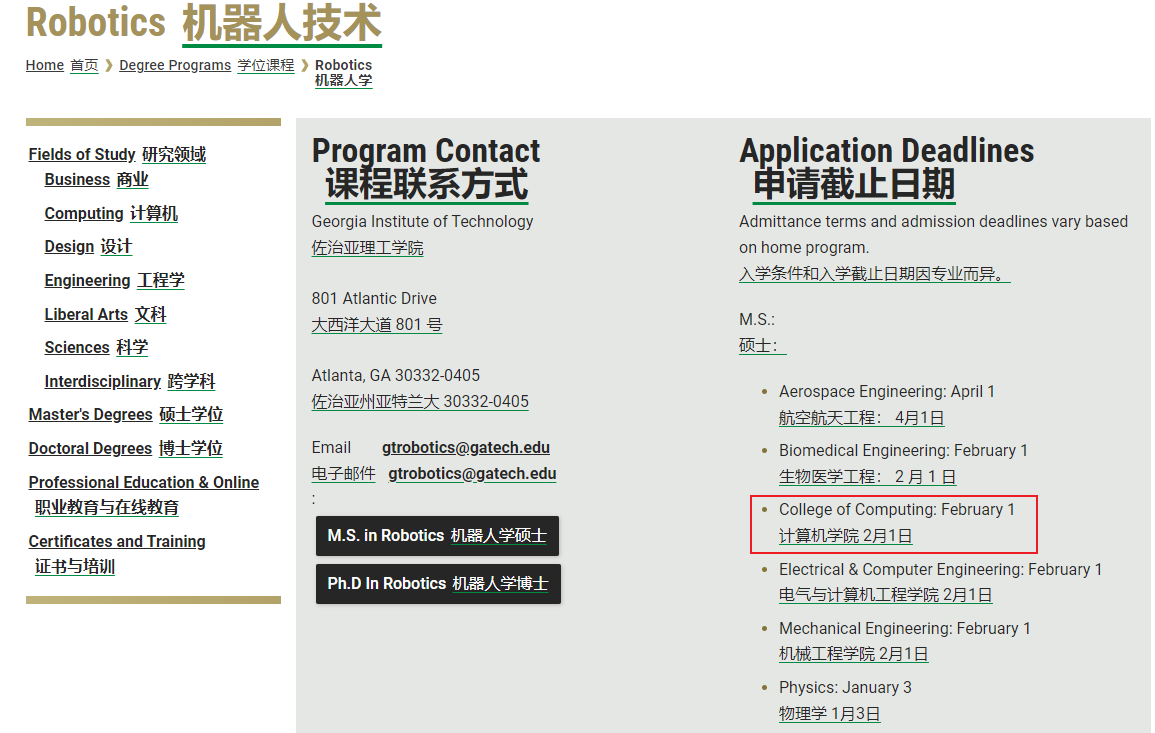 Robotics 机器人技术
Home 首页 》 Degree Programs 学位课程 》 Robotics
机器人学
Fields of Study 研究领域
Business 商业
Computing 计算机
Design 设计
Engineering 工程学
Liberal Arts 文科
Sciences 科学
Interdisciplinary 跨学科
Master's Degrees 硕士学位
Doctoral Degrees 博士学位
Professional Education & Online
职业教育与在线教育
Certificates and Training
证书与培训
Program Contact
课程联系方式
Georgia Institute of Technology
佐治亚理工学院
801 Atlantic Drive
大西洋大道 801 号
Atlanta, GA 30332-0405
佐治亚州亚特兰大 30332-0405
Email gtrobotics@gatech.edu
电子邮件 gtrobotics@gatech.edu
:
M.S. in Robotics 机器人学硕士
Ph.D In Robotics 机器人学博士
Application Deadlines
申请截止日期
Admittance terms and admission deadlines vary based
on home program.
入学条件和入学截止日期因专业而异。
M.S.:
硕士：
• Aerospace Engineering: April 1
航空航天工程： 4月1日
• Biomedical Engineering: February 1
生物医学工程： 2 月 1 日
• College of Computing: February 1
计算机学院 2月1日
• Electrical & Computer Engineering: February 1
电气与计算机工程学院 2月1日
• Mechanical Engineering: February 1
机械工程学院 2月1日
• Physics: January 3
物理学 1月3日